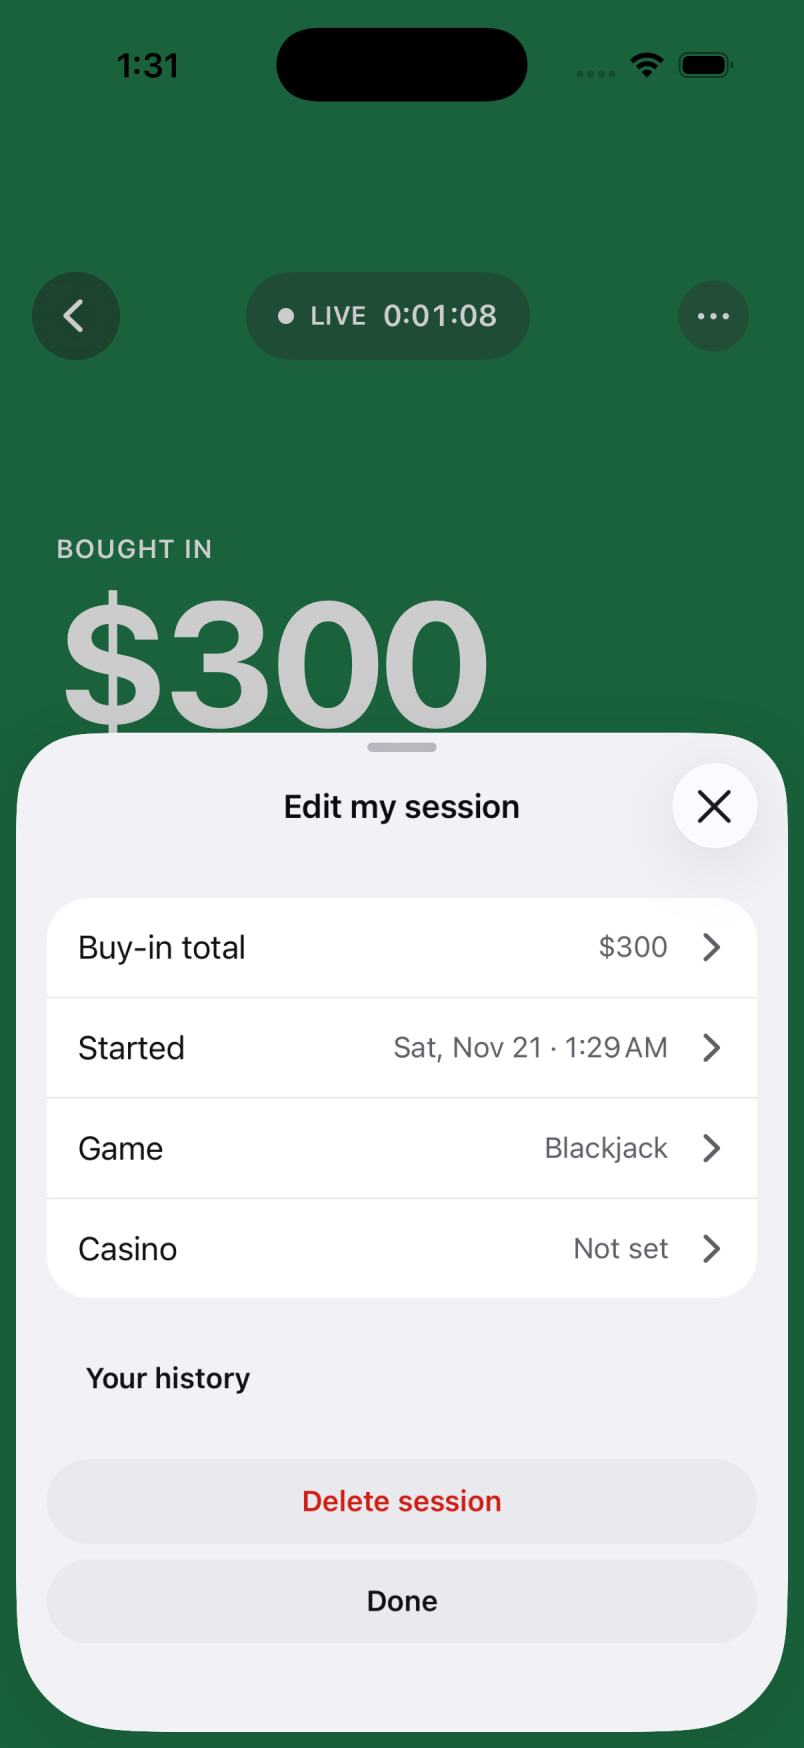 1:31
LIVE 0:01:08
BOUGHT IN
$300
Edit my session
Buy-in total $300
Started Sat, Nov 21 · 1:29 AM
Game Blackjack
Casino Not set
Your history
Delete session
Done